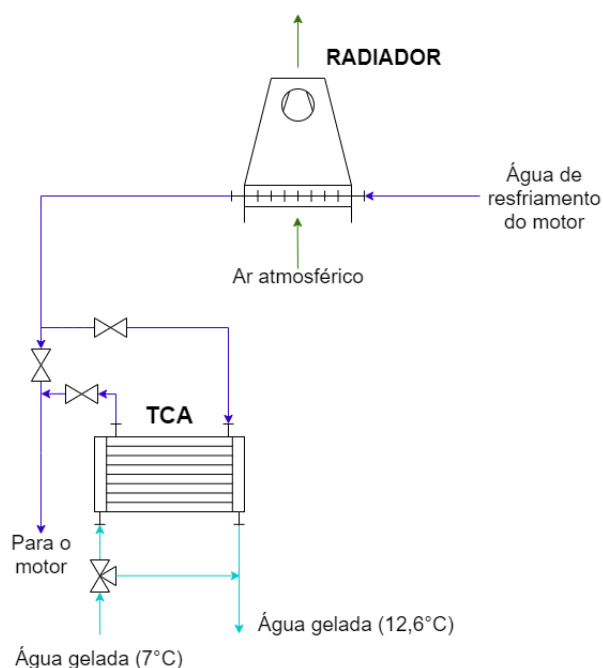 RADIADOR
Água de
resfriamento
do motor
Ar atmosférico
TCA
Para o
motor
Água gelada (12,6°C)
Água gelada (7°C)